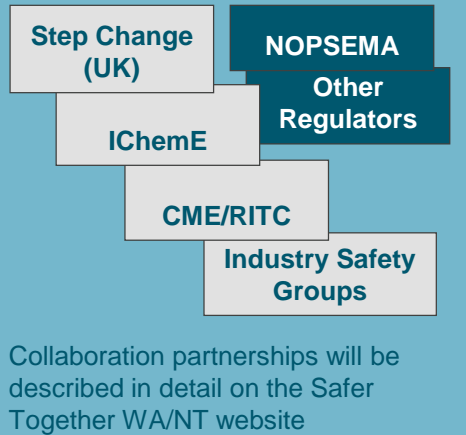 Step Change
(UK)
NOPSEMA
Other
Regulators
IChemE
CME/RITC
Industry Safety
Groups
Collaboration partnerships will be
described in detail on the Safer
Together WA/NT website